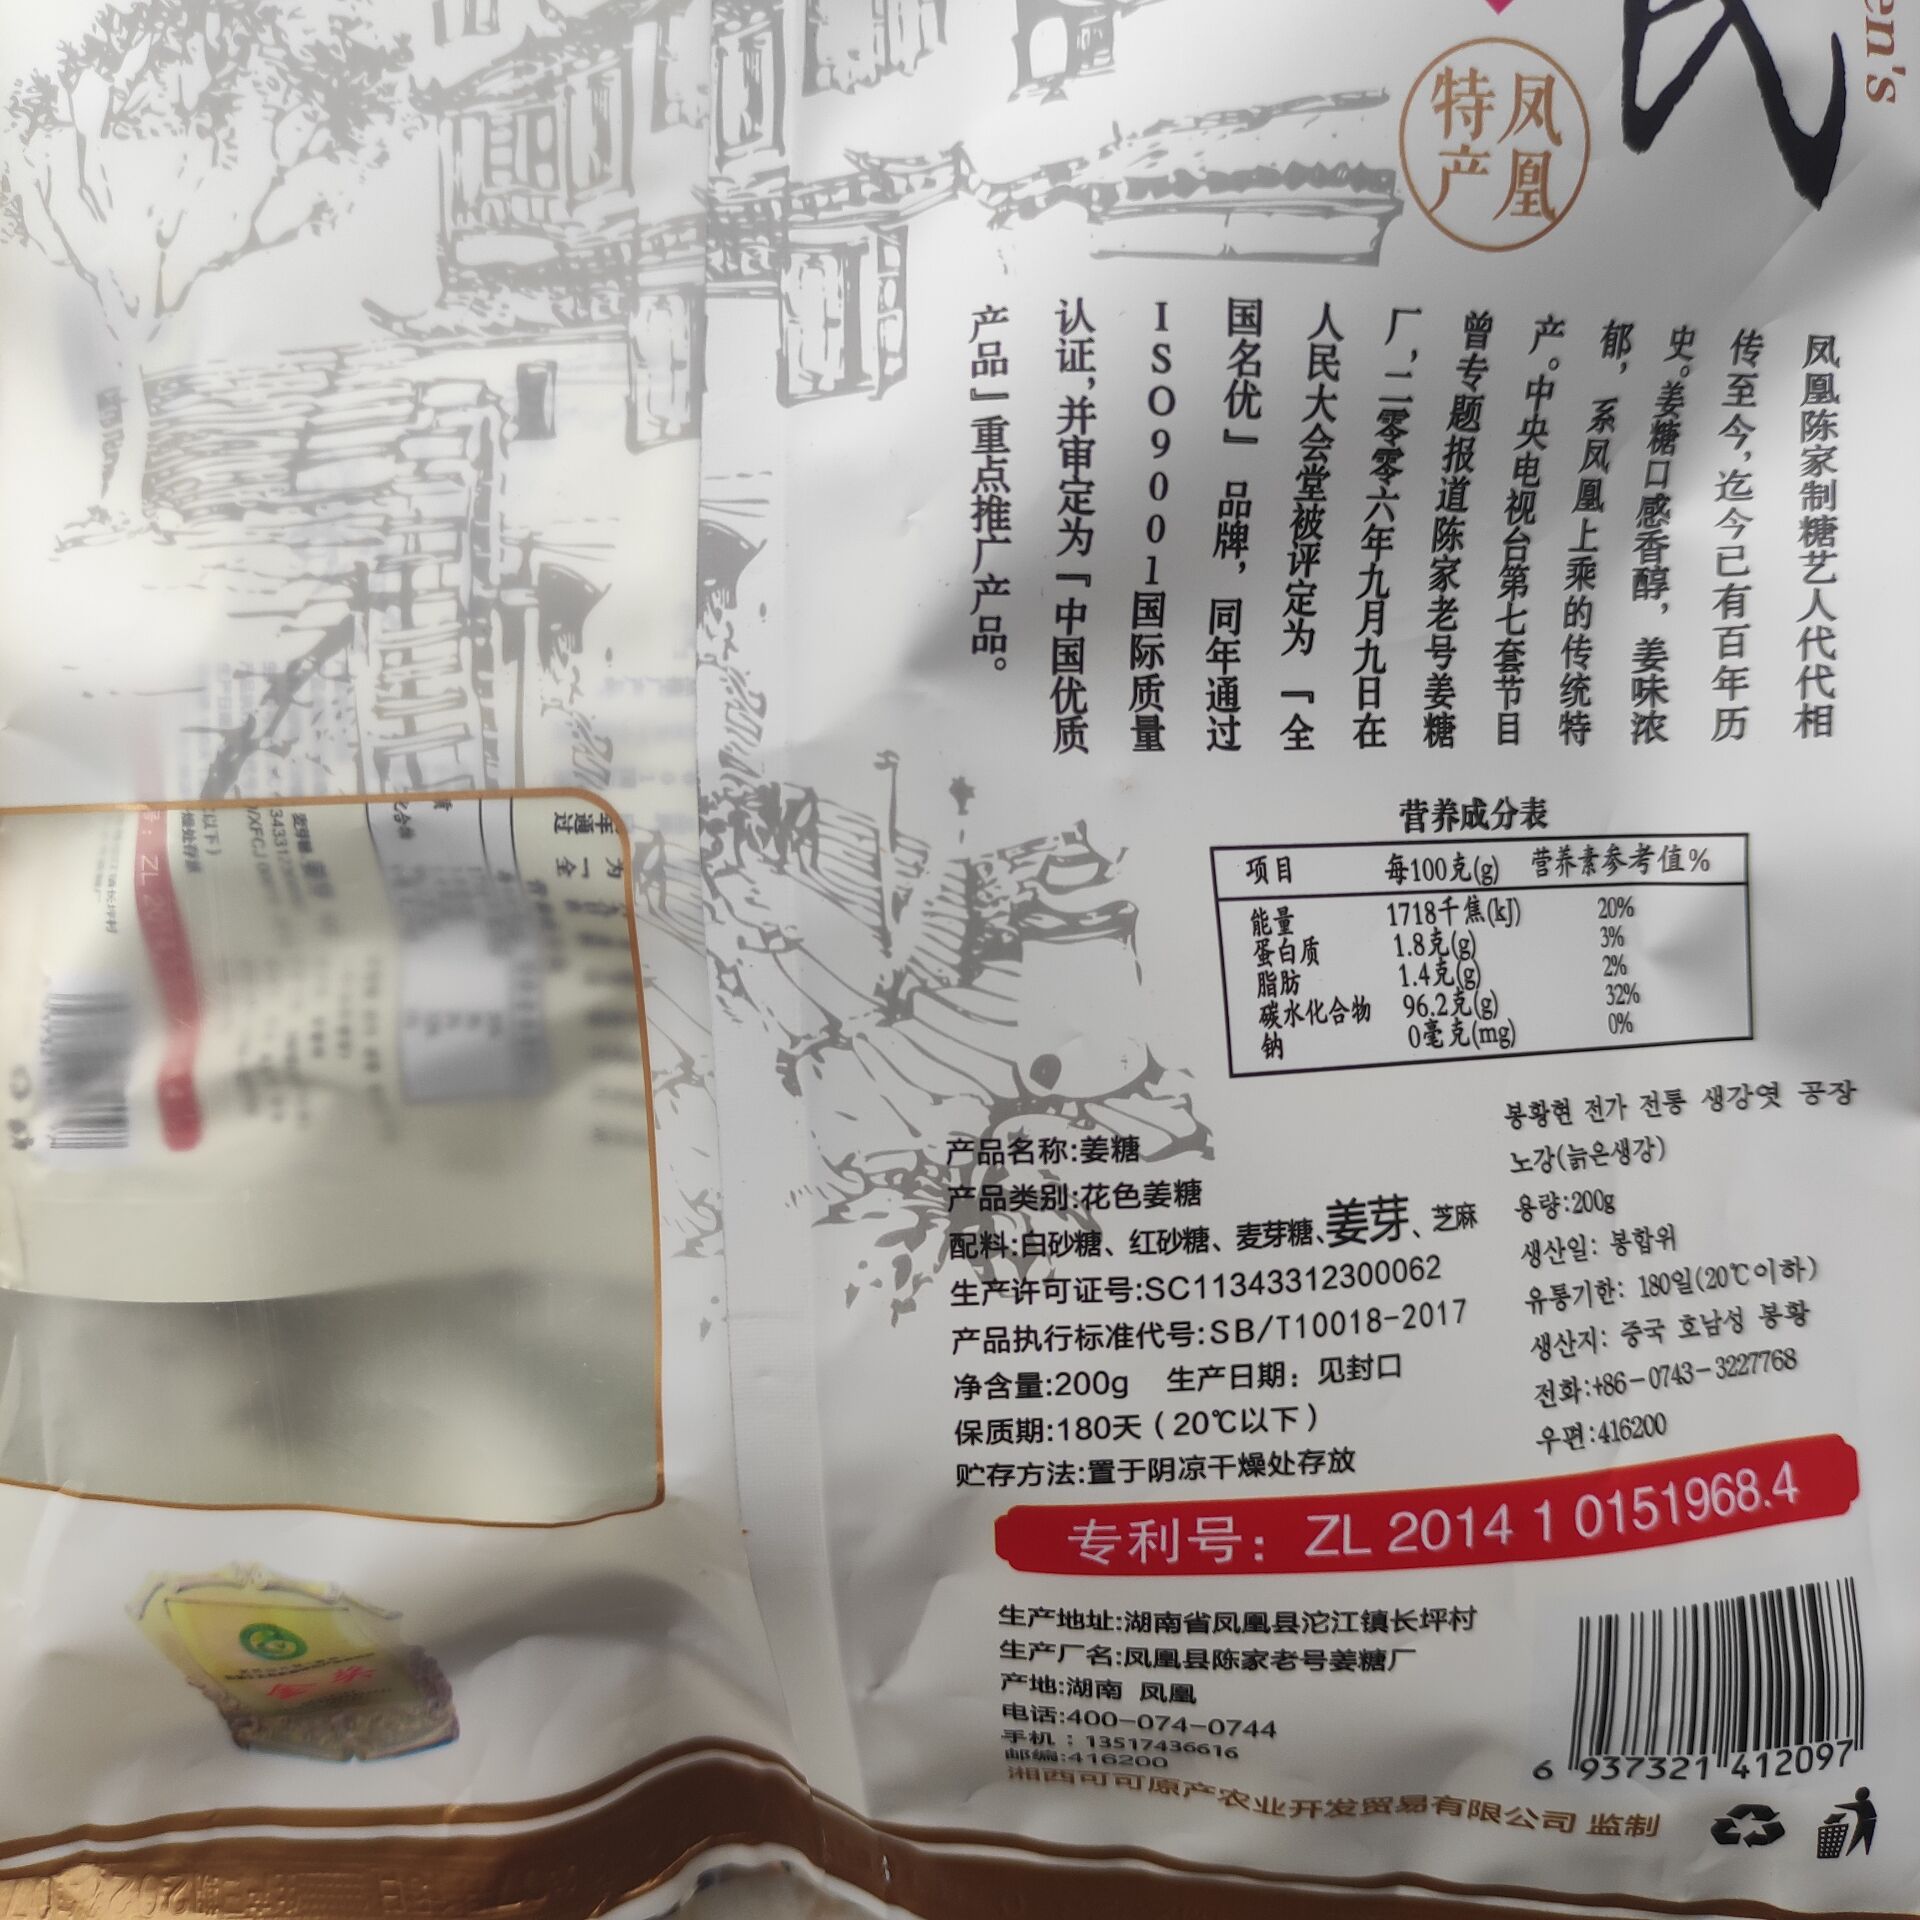 en's
民
凤凰
特产
凤凰陈家制糖艺人代代相
传至今，迄今已有百年历
史。姜糖口感香醇，姜味浓
郁，系凤凰上乘的传统特
产。中央电视台第七套节目
曾专题报道陈家老号姜糖
厂，二零零六年九月九日在
人民大会堂被评定为『全
国名优』品牌，同年通过
ISO9001国际质量
认证，并审定为『中国优质
产品』重点推广产品。
营养成分表
项目 每100克(g) 营养素参考值%
能量 1718千焦(kJ) 20%
蛋白质 1.8克(g) 3%
脂肪 1.4克(g) 2%
碳水化合物 96.2克(g) 32%
钠 0毫克(mg) 0%
产品名称:姜糖
产品类别:花色姜糖
配料:白砂糖、红砂糖、麦芽糖、姜芽、芝麻
生产许可证号:SC11343312300062
产品执行标准代号:SB/T10018-2017
净含量:200g 生产日期：见封口
保质期:180天（20℃以下）
贮存方法:置于阴凉干燥处存放
봉황현 전가 전통 생강엿 공장
노강(늙은생강)
용량:200g
생산일: 봉합위
유통기한: 180일(20℃이하)
생산지: 중국 호남성 봉황
전화:+86-0743-3227768
우편:416200
专利号：ZL 2014 1 0151968.4
生产地址:湖南省凤凰县沱江镇长坪村
生产厂名:凤凰县陈家老号姜糖厂
产地:湖南 凤凰
电话:400-074-0744
手机：13517436616
邮编:416200
湘西可可原产农业开发贸易有限公司 监制
6 937321 412097